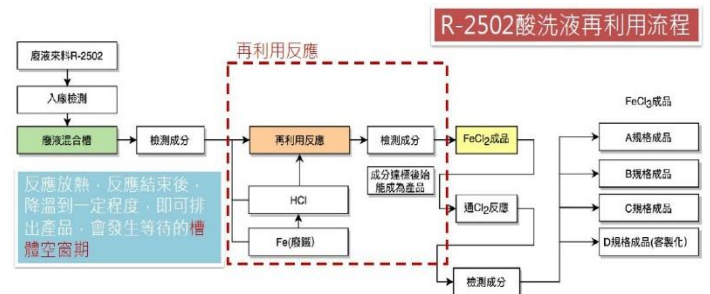 R-2502酸洗液再利用流程
再利用反應
廢液來料R-2502
入廠檢測
廢液混合槽
檢測成分
再利用反應
檢測成分
FeCl₂成品
成分達標後始
能成為產品
HCl
Fe(廢鐵)
通Cl₂反應
檢測成分
FeCl₃成品
A規格成品
B規格成品
C規格成品
D規格成品(客製化)
反應放熱，反應結束後，
降溫到一定程度，即可排
出產品，會發生等待的槽
體空窗期